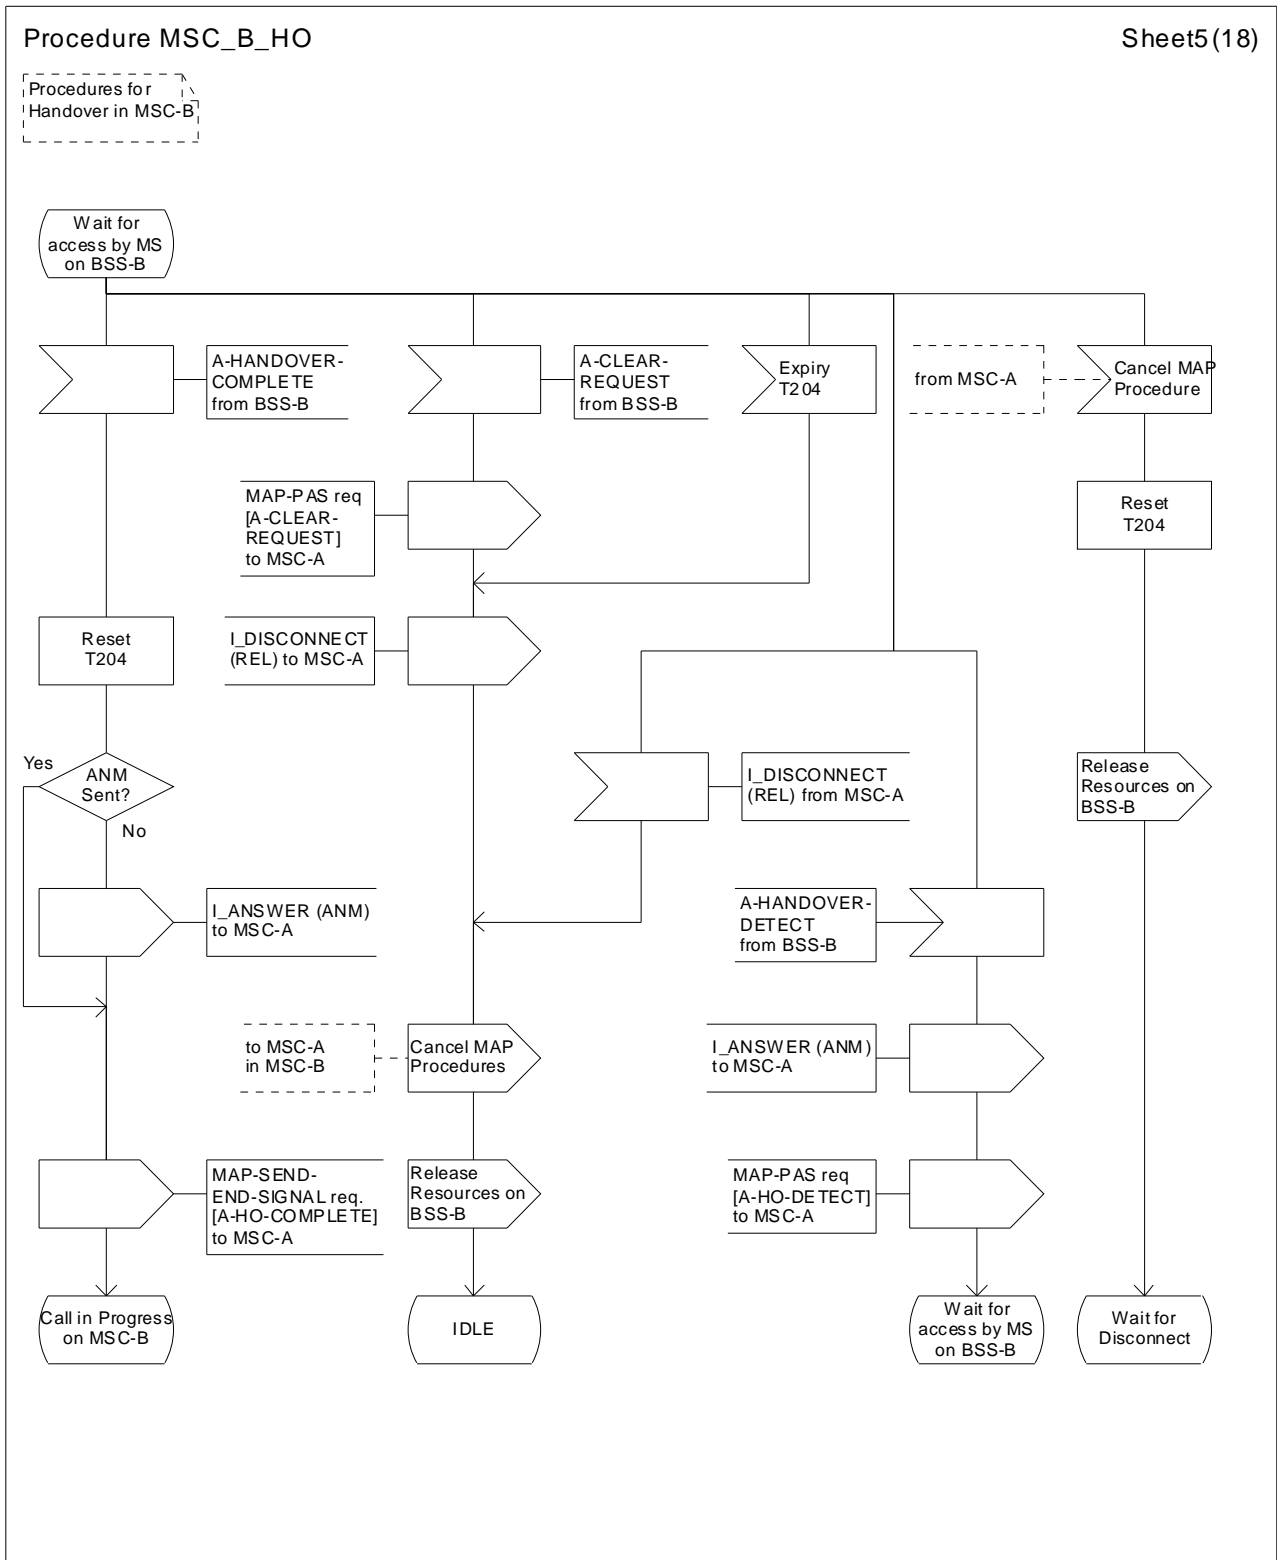 Procedure MSC_B_HO
Sheet5(18)
Procedures for
Handover in MSC-B
Wait for
access by MS
on BSS-B
A-HANDOVER-
COMPLETE
from BSS-B
A-CLEAR-
REQUEST
from BSS-B
Expiry
T204
from MSC-A
Cancel MAP
Procedure
MAP-PAS req
[A-CLEAR-
REQUEST]
to MSC-A
Reset
T204
Reset
T204
I_DISCONNECT
(REL) to MSC-A
Yes
ANM
Sent?
No
I_DISCONNECT
(REL) from MSC-A
Release
Resources on
BSS-B
I_ANSWER (ANM)
to MSC-A
A-HANDOVER-
DETECT
from BSS-B
to MSC-A
in MSC-B
Cancel MAP
Procedures
I_ANSWER (ANM)
to MSC-A
MAP-SEND-
END-SIGNAL req.
[A-HO-COMPLETE]
to MSC-A
Release
Resources on
BSS-B
MAP-PAS req
[A-HO-DETECT]
to MSC-A
Call in Progress
on MSC-B
IDLE
Wait for
access by MS
on BSS-B
Wait for
Disconnect